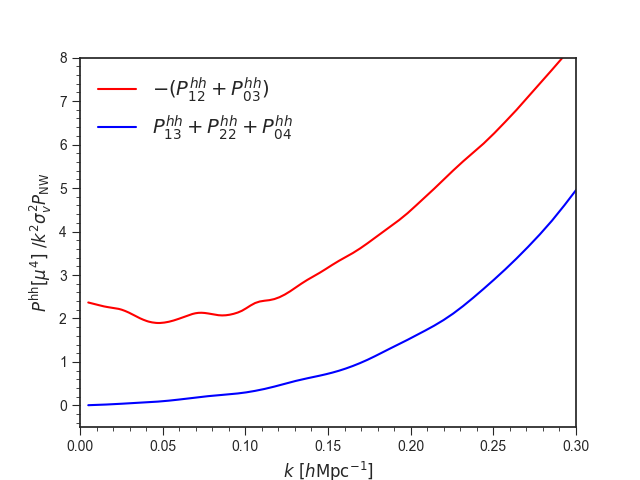 8
7
6
5
4
3
2
1
0
P^{hh}[μ^4] /k^2σ_v^2P_{NW}
−(P^{hh}_{12} + P^{hh}_{03})
P^{hh}_{13} + P^{hh}_{22} + P^{hh}_{04}
0.00 0.05 0.10 0.15 0.20 0.25 0.30
k [hMpc^{−1}]